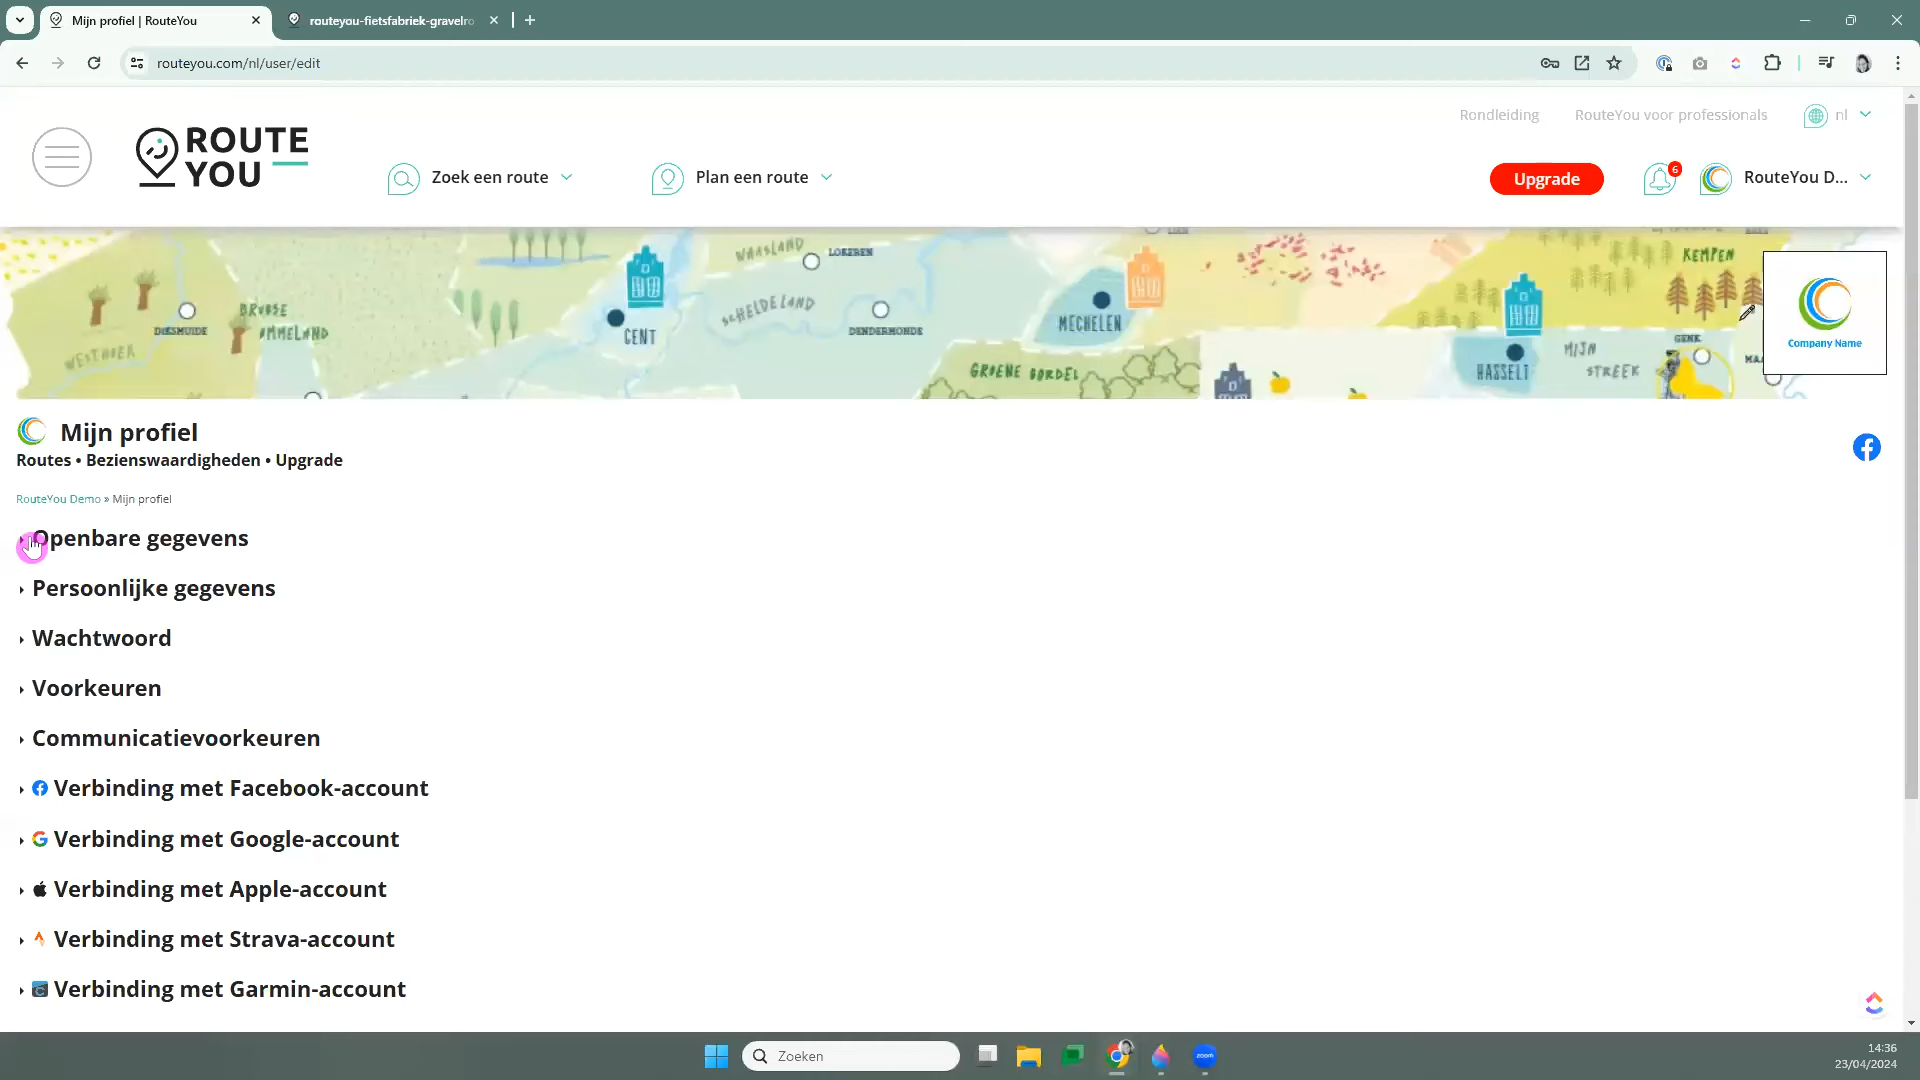 Mijn profiel | RouteYou
routeyou-fietsfabriek-gravelro
routeyou.com/nl/user/edit
Rondleiding
RouteYou voor professionals
nl
ROUTE
YOU
Zoek een route
Plan een route
Upgrade
6
RouteYou D...
WAASLAND
LOKEREN
KEMPEN
BRUGSE
OMMELAND
DIKSMUIDE
WESTHOEK
GENT
SCHELDELAND
DENDERMONDE
MECHELEN
GROENE GORDEL
HASSELT
MIJN
STREEK
GENK
MAA
Company Name
Mijn profiel
Routes • Bezienswaardigheden • Upgrade
RouteYou Demo » Mijn profiel
Openbare gegevens
Persoonlijke gegevens
Wachtwoord
Voorkeuren
Communicatievoorkeuren
Verbinding met Facebook-account
Verbinding met Google-account
Verbinding met Apple-account
Verbinding met Strava-account
Verbinding met Garmin-account
Zoeken
zoom
14:36
23/04/2024